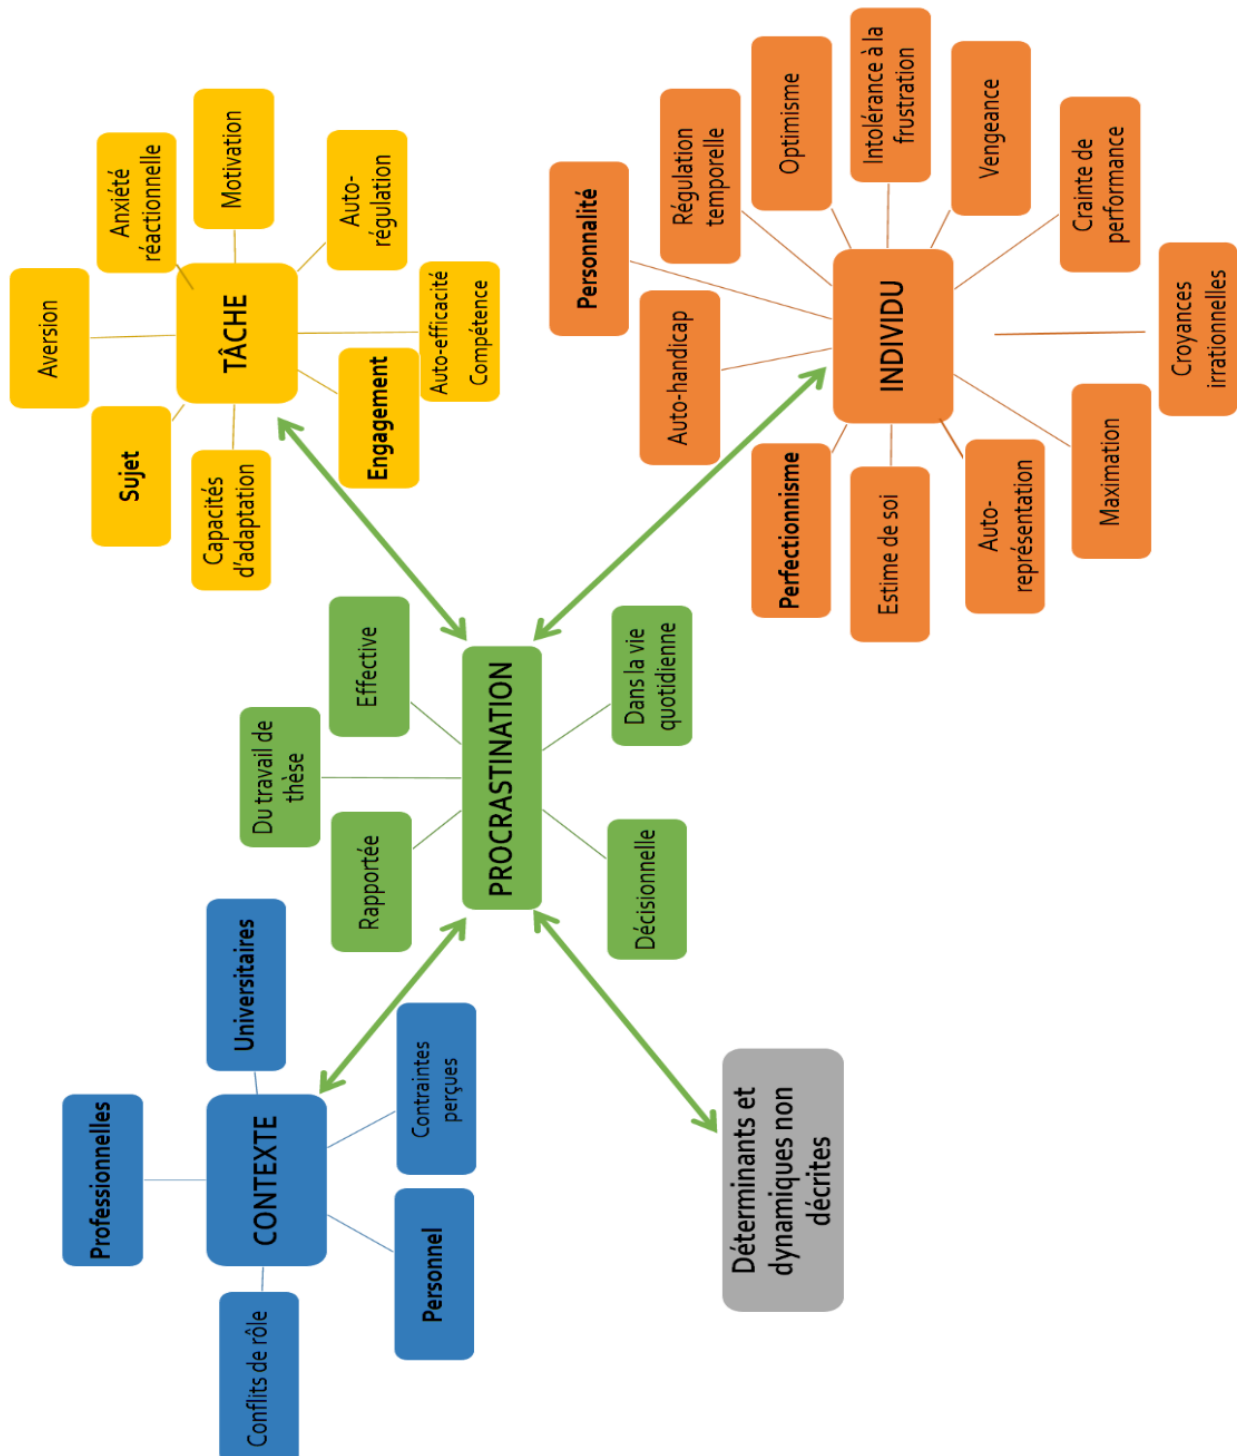 Professionnelles
Conflits de rôle
CONTEXTE
Universitaires
Personnel
Contraintes
perçues
Du travail de
thèse
Rapportée
Effective
PROCRASTINATION
Décisionnelle
Dans la vie
quotidienne
Aversion
Sujet
Anxiété
réactionnelle
Capacités
d'adaptation
TÂCHE
Motivation
Engagement
Auto-efficacité
Compétence
Auto-
régulation
Déterminants et
dynamiques non
décrites
Personnalité
Auto-handicap
Régulation
temporelle
Perfectionnisme
Optimisme
Estime de soi
INDIVIDU
Intolérance à la
frustration
Auto-
représentation
Vengeance
Maximation
Crainte de
performance
Croyances
irrationnelles